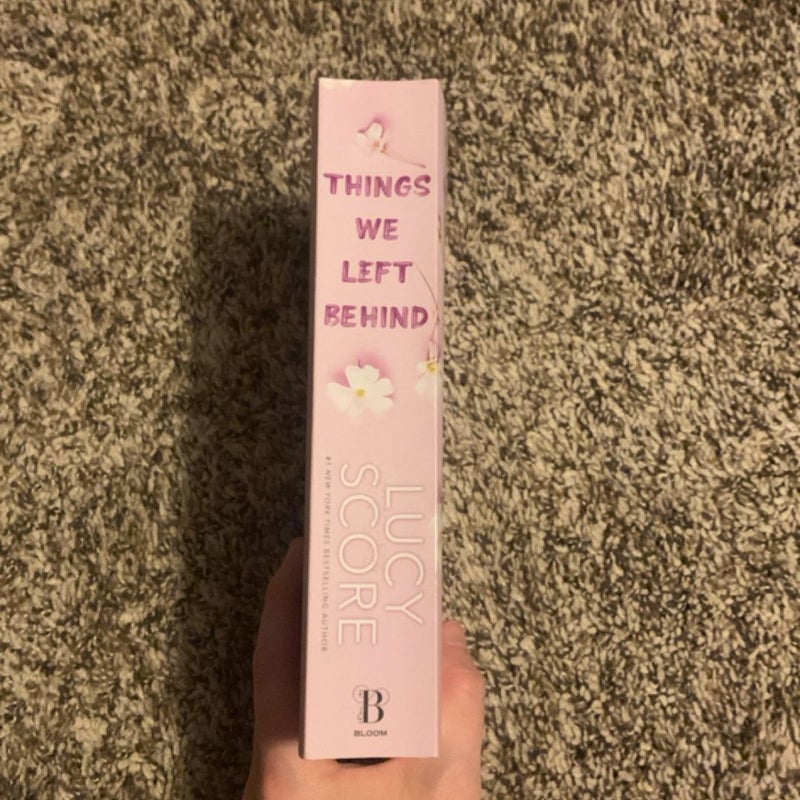 THINGS
WE
LEFT
BEHIND
LUCY
SCORE
#1 NEW YORK TIMES BESTSELLING AUTHOR
B
BLOOM